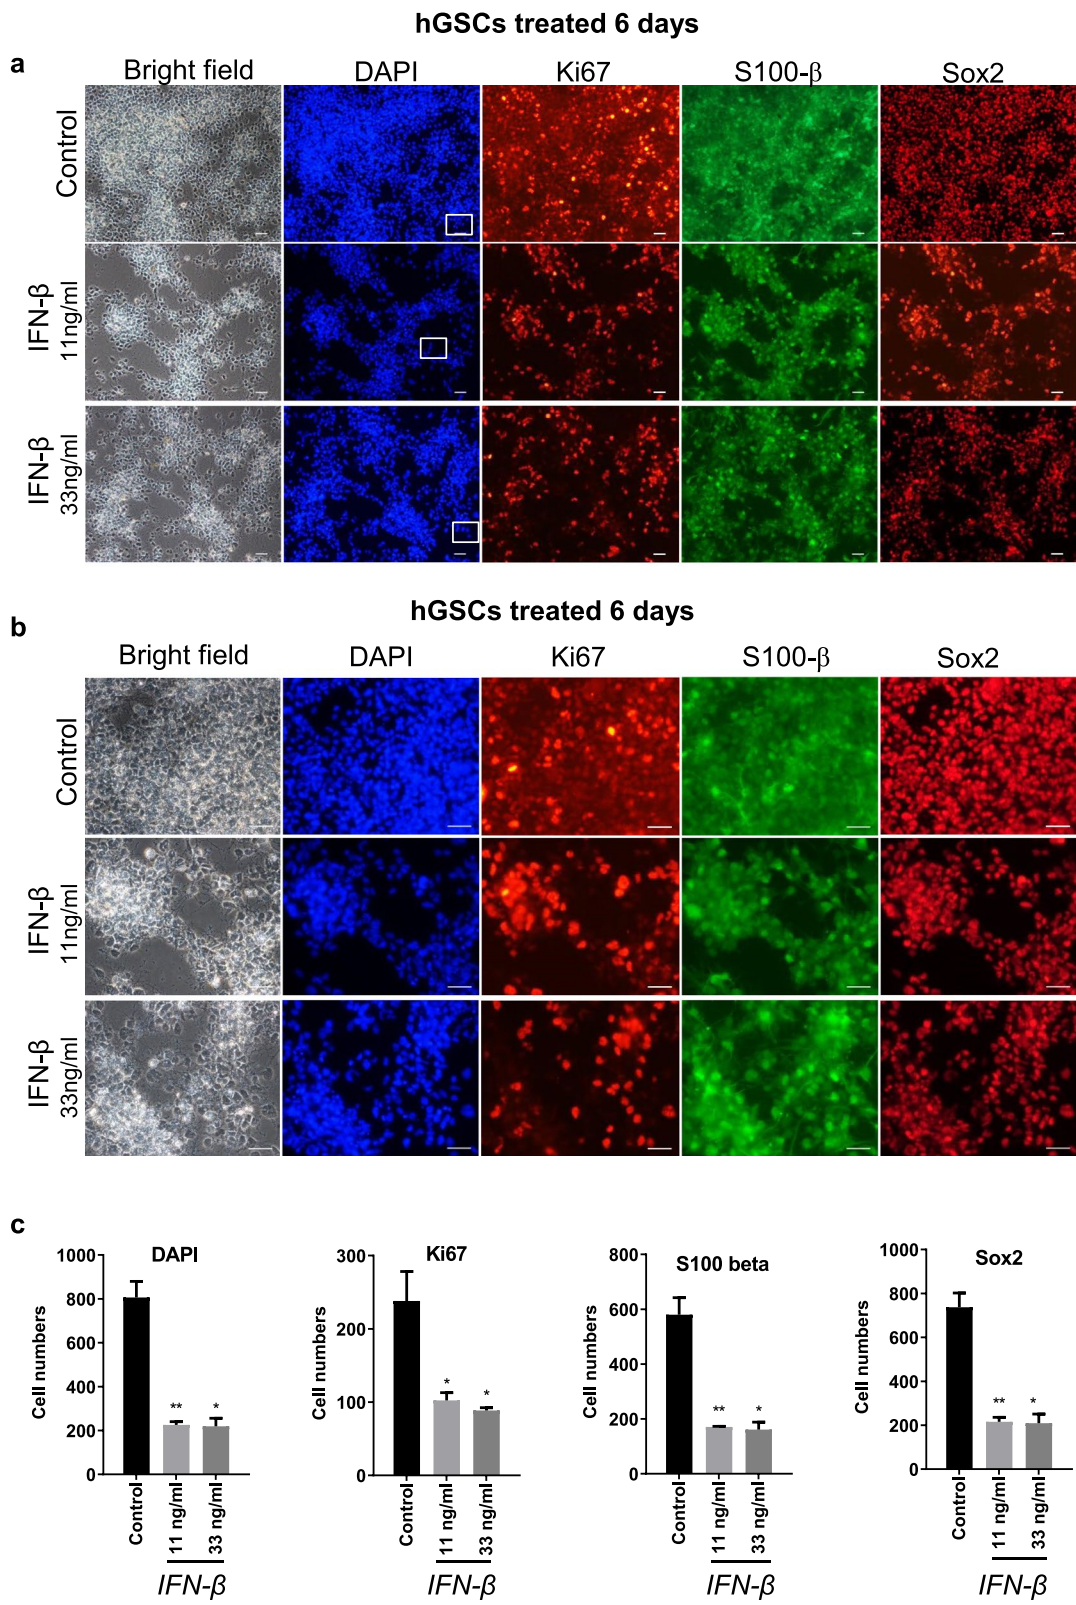 hGSCs treated 6 days
a
Bright field DAPI Ki67 S100-β Sox2
Control
IFN-β
11ng/ml
IFN-β
33ng/ml
hGSCs treated 6 days
b
Bright field DAPI Ki67 S100-β Sox2
Control
IFN-β
11ng/ml
IFN-β
33ng/ml
c
DAPI
Cell numbers
1000
800
600
400
200
0
**
*
Control
11 ng/ml
33 ng/ml
IFN-β
Ki67
Cell numbers
300
200
100
0
*
*
Control
11 ng/ml
33 ng/ml
IFN-β
S100 beta
Cell numbers
800
600
400
200
0
**
*
Control
11 ng/ml
33 ng/ml
IFN-β
Sox2
Cell numbers
1000
800
600
400
200
0
**
*
Control
11 ng/ml
33 ng/ml
IFN-β